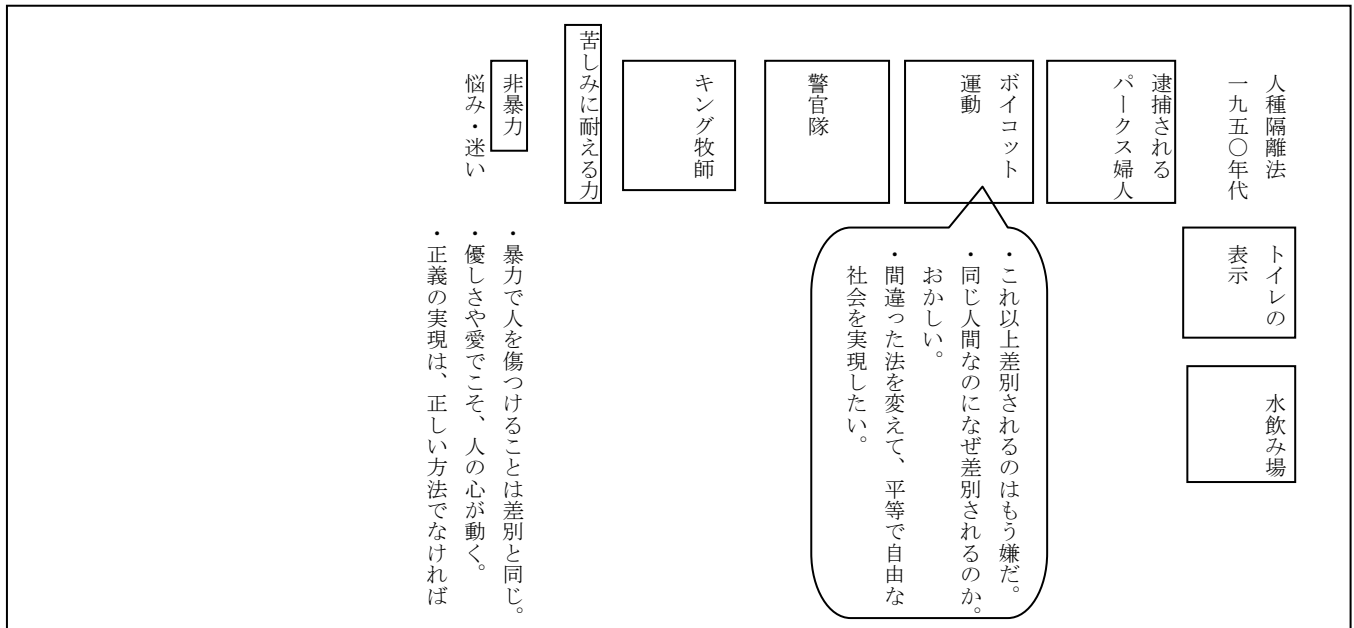 人種隔離法
一九五〇年代
トイレの
表示
水飲み場
逮捕される
パークス婦人
ボイコット
運動
・これ以上差別されるのはもう嫌だ。
・同じ人間なのになぜ差別されるのか。
おかしい。
・間違った法を変えて、平等で自由な
社会を実現したい。
警官隊
キング牧師
苦しみに耐える力
非暴力
悩み・迷い
・暴力で人を傷つけることは差別と同じ。
・優しさや愛でこそ、人の心が動く。
・正義の実現は、正しい方法でなければ